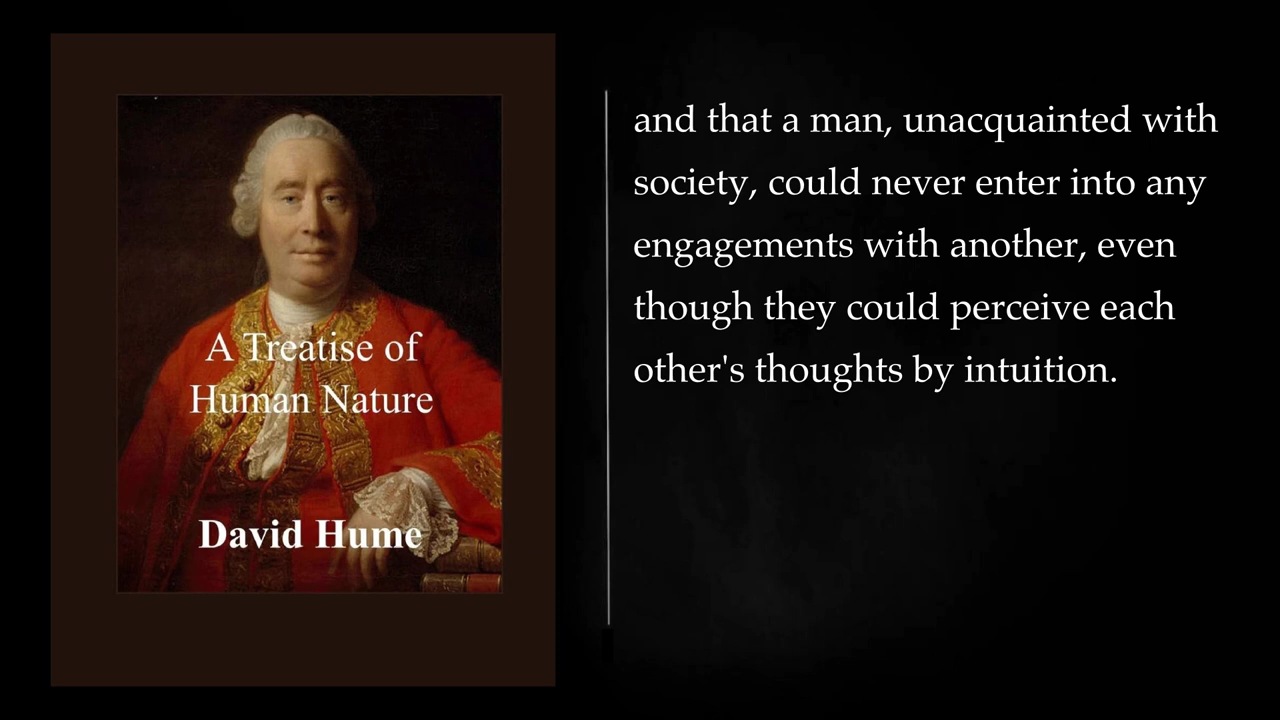 A Treatise of
Human Nature
David Hume
and that a man, unacquainted with
society, could never enter into any
engagements with another, even
though they could perceive each
other's thoughts by intuition.